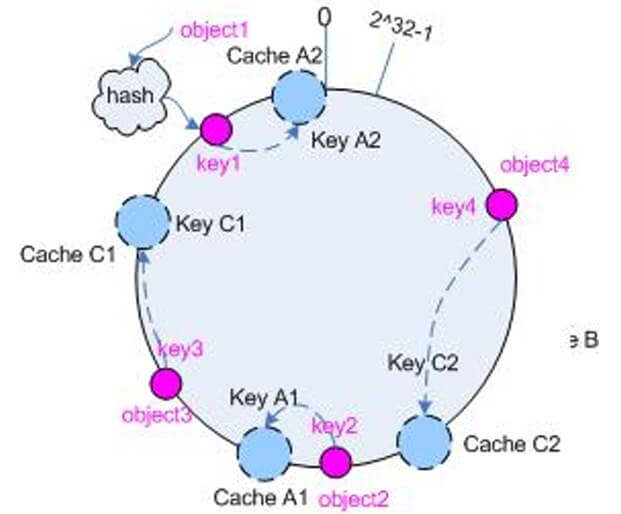 0
2^32-1
object1
Cache A2
hash
Key A2
key1
object4
key4
Key C1
Cache C1
e B
key3
Key C2
object3
Key A1
key2
Cache C2
Cache A1
object2